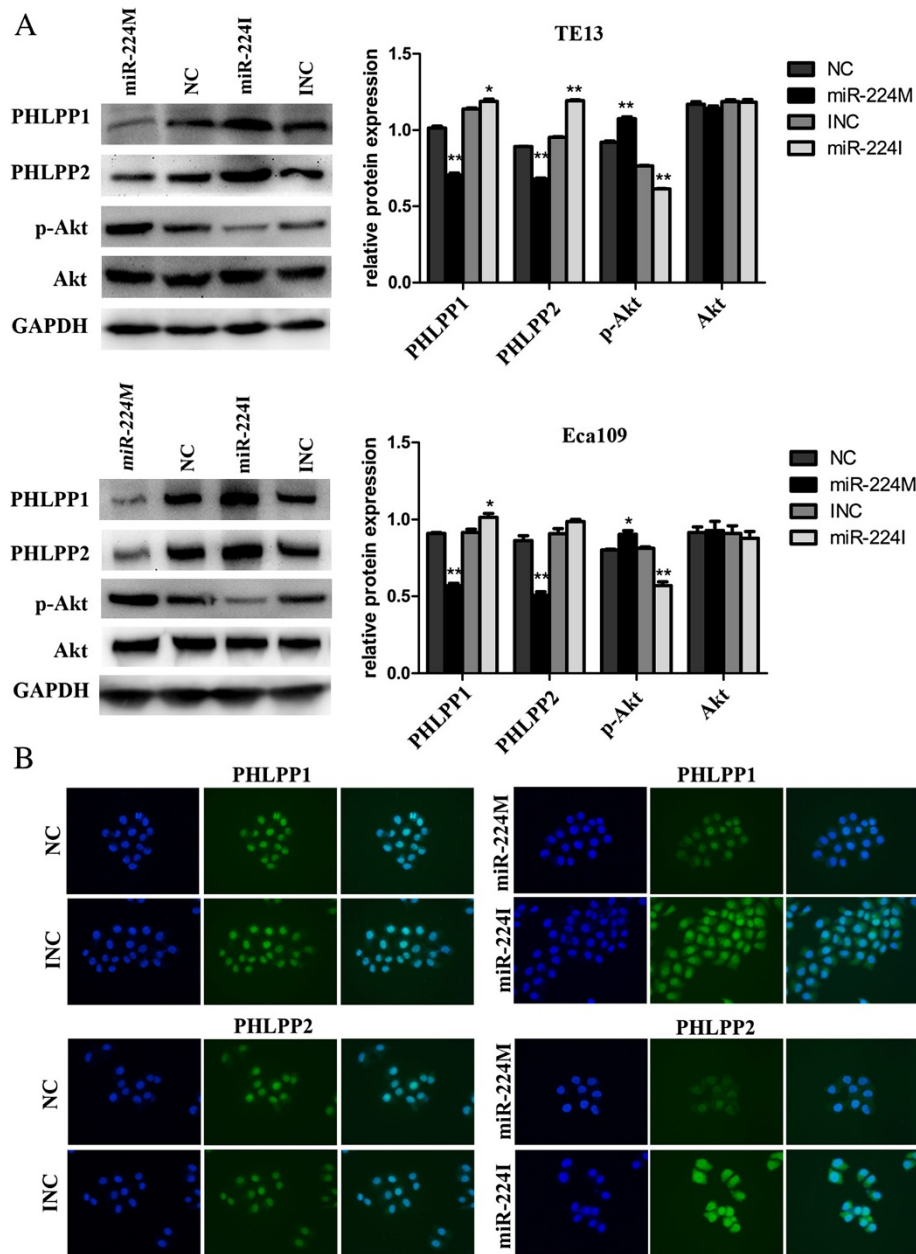 A
miR-224M
NC
miR-224I
INC
PHLPP1
PHLPP2
p-Akt
Akt
GAPDH
TE13
relative protein expression
1.5
1.0
0.5
0.0
**
*
**
**
**
**
PHLPP1
PHLPP2
p-Akt
Akt
NC
miR-224M
INC
miR-224I
miR-224M
NC
miR-224I
INC
PHLPP1
PHLPP2
p-Akt
Akt
GAPDH
Eca109
relative protein expression
1.5
1.0
0.5
0.0
**
*
**
*
**
PHLPP1
PHLPP2
p-Akt
Akt
NC
miR-224M
INC
miR-224I
B
PHLPP1
NC
INC
PHLPP1
miR-224M
miR-224I
PHLPP2
NC
INC
PHLPP2
miR-224M
miR-224I